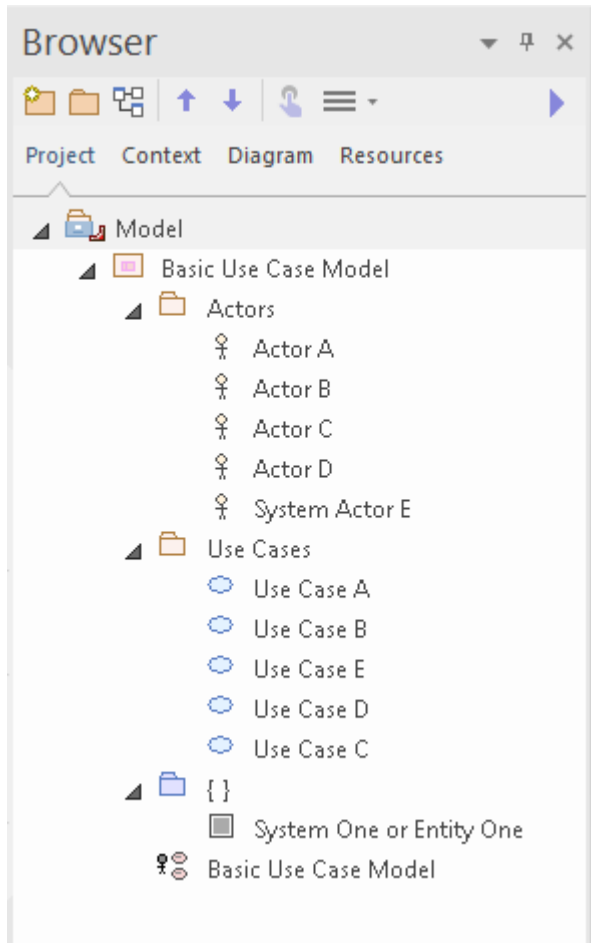 Browser
Project Context Diagram Resources
Model
Basic Use Case Model
Actors
Actor A
Actor B
Actor C
Actor D
System Actor E
Use Cases
Use Case A
Use Case B
Use Case E
Use Case D
Use Case C
{ }
System One or Entity One
Basic Use Case Model